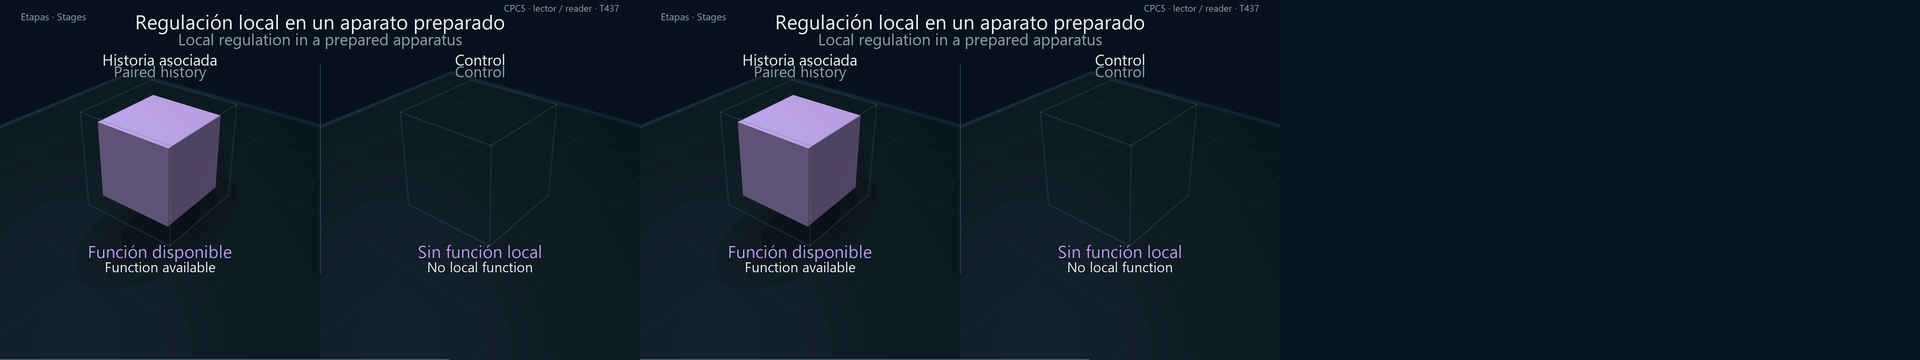 CPC5 · lector / reader · T437
Etapas · Stages
Regulación local en un aparato preparado
Local regulation in a prepared apparatus
Historia asociada
Paired history
Control
Control
Función disponible
Function available
Sin función local
No local function
CPC5 · lector / reader · T437
Etapas · Stages
Regulación local en un aparato preparado
Local regulation in a prepared apparatus
Historia asociada
Paired history
Control
Control
Función disponible
Function available
Sin función local
No local function